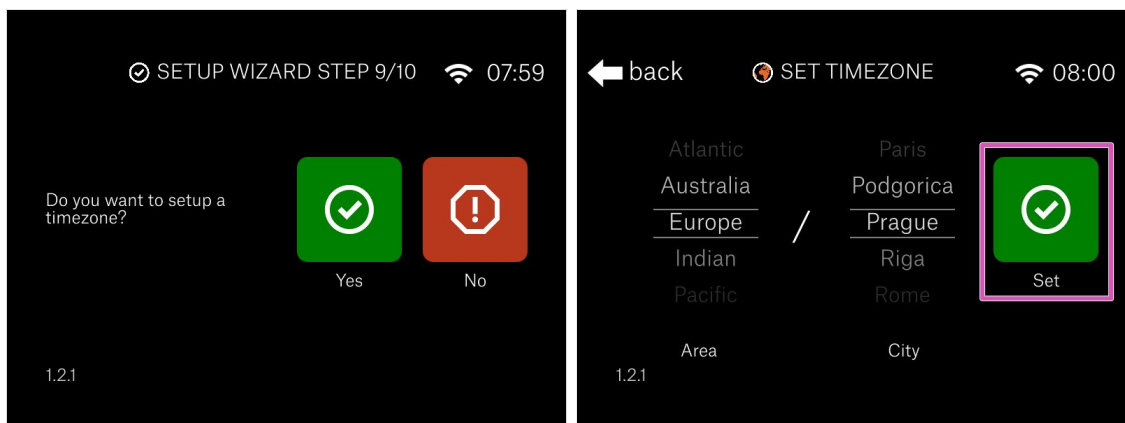 SETUP WIZARD STEP 9/10 07:59
Do you want to setup a
timezone?
Yes No
1.2.1
back SET TIMEZONE 08:00
Atlantic Paris
Australia Podgorica
Europe / Prague
Indian Riga
Pacific Rome
Set
Area City
1.2.1